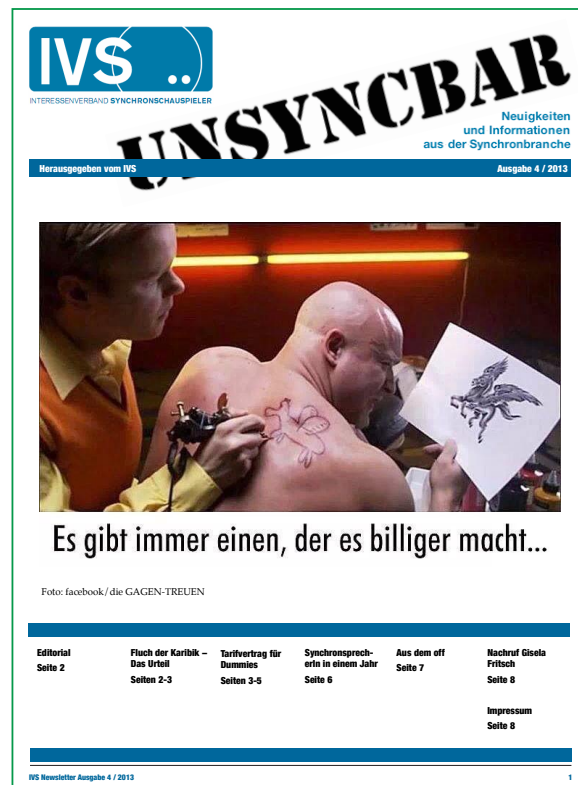 IVS
INTERESSENVERBAND SYNCHRONSCHAUSPIELER
UNSYNCBAR
Neuigkeiten
und Informationen
aus der Synchronbranche
Herausgegeben vom IVS
Ausgabe 4 / 2013
Es gibt immer einen, der es billiger macht...
Foto: facebook/die GAGEN-TREUEN
Editorial
Seite 2
Fluch der Karibik –
Das Urteil
Seiten 2-3
Tarifvertrag für
Dummies
Seiten 3-5
Synchronsprech-
erIn in einem Jahr
Seite 6
Aus dem off
Seite 7
Nachruf Gisela
Fritsch
Seite 8
Impressum
Seite 8
IVS Newsletter Ausgabe 4 / 2013
1